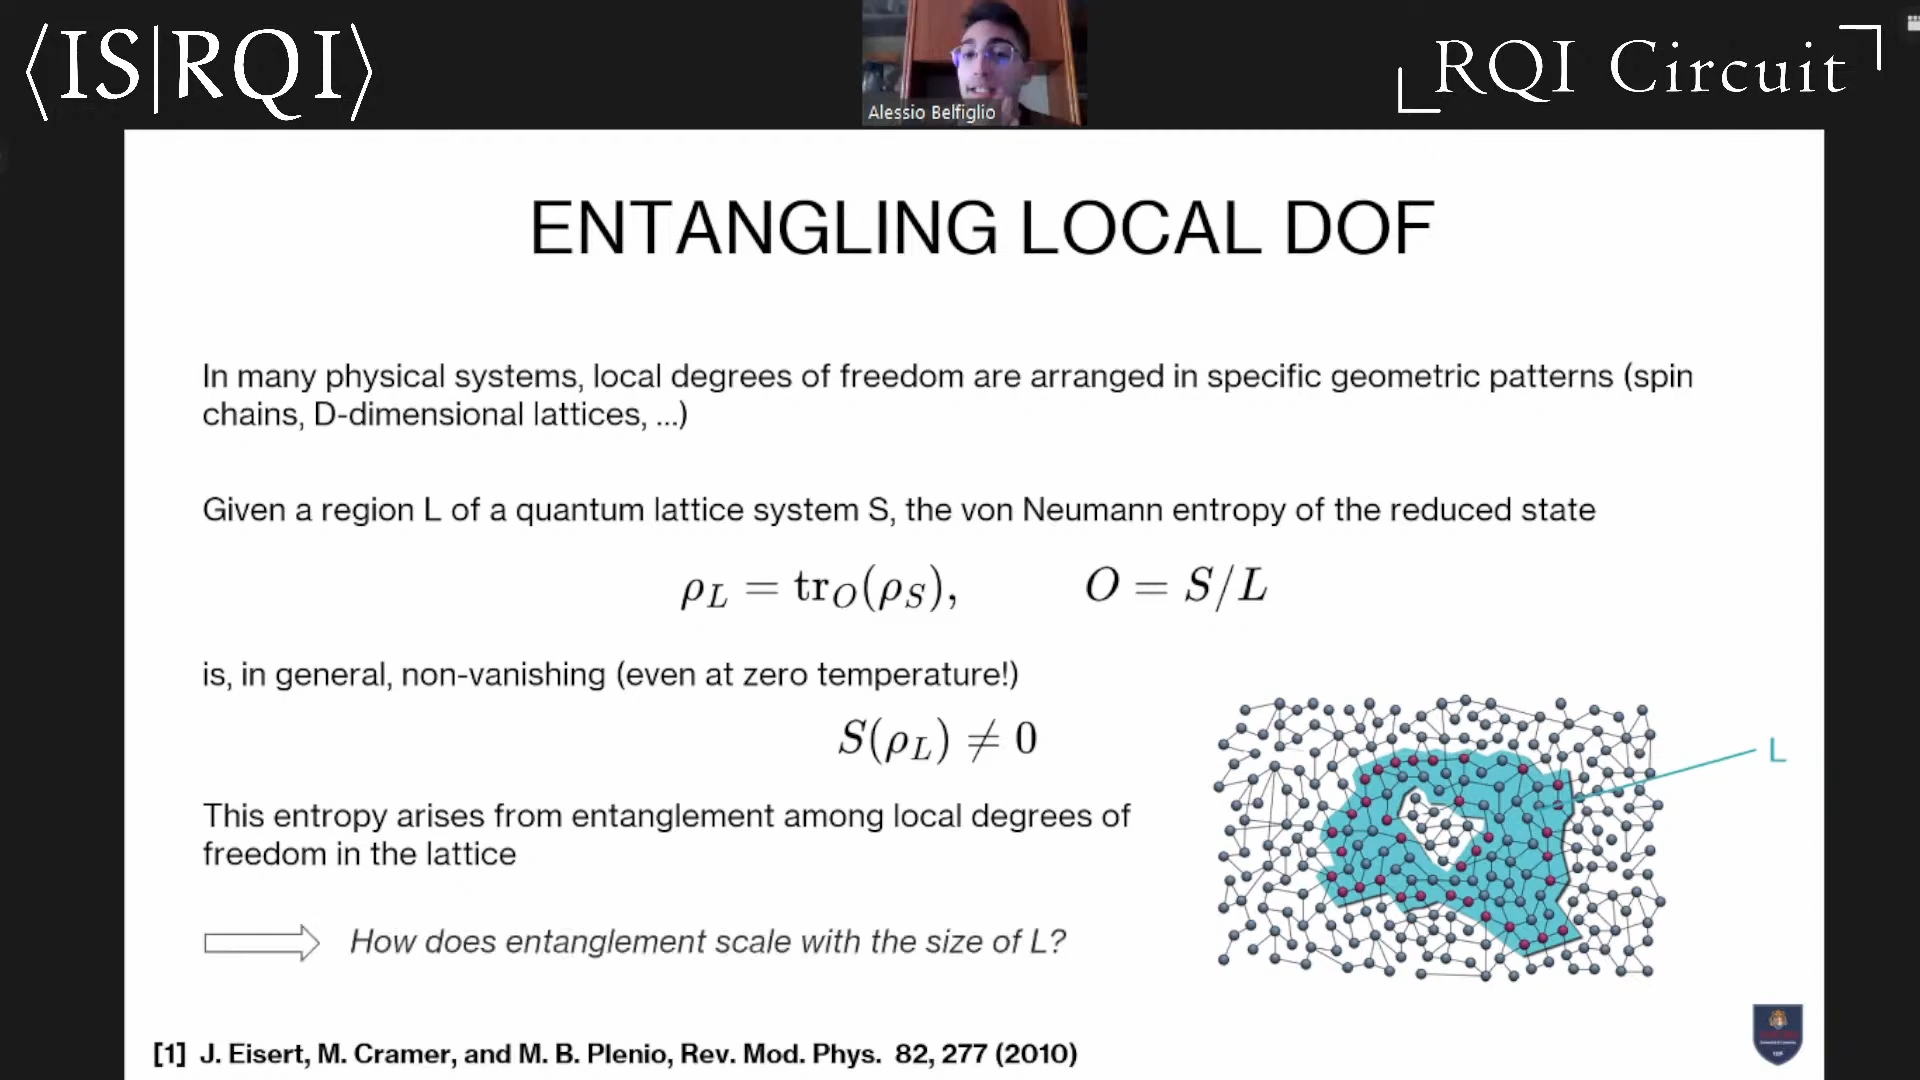 ⟨IS|RQI⟩
RQI Circuit
Alessio Belfiglio
ENTANGLING LOCAL DOF
In many physical systems, local degrees of freedom are arranged in specific geometric patterns (spin
chains, D-dimensional lattices, ...)
Given a region L of a quantum lattice system S, the von Neumann entropy of the reduced state
ρ_L = tr_O(ρ_S), O = S/L
is, in general, non-vanishing (even at zero temperature!)
S(ρ_L) ≠ 0
L
This entropy arises from entanglement among local degrees of
freedom in the lattice
How does entanglement scale with the size of L?
[1] J. Eisert, M. Cramer, and M. B. Plenio, Rev. Mod. Phys. 82, 277 (2010)